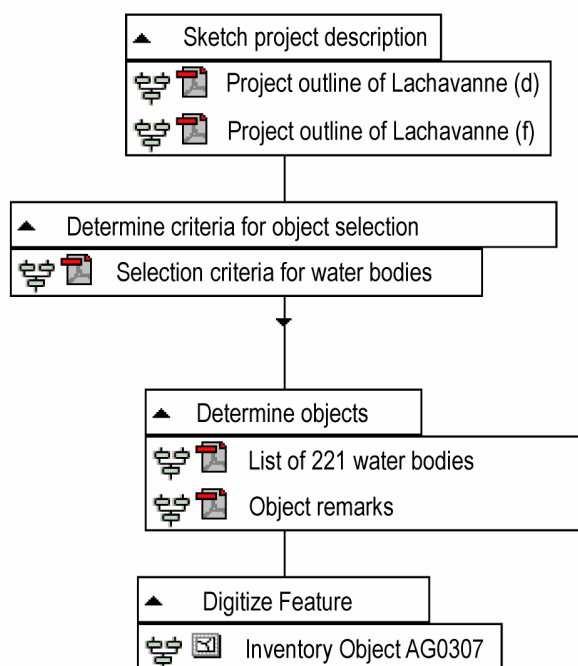 Sketch project description
Project outline of Lachavanne (d)
Project outline of Lachavanne (f)
Determine criteria for object selection
Selection criteria for water bodies
Determine objects
List of 221 water bodies
Object remarks
Digitize Feature
Inventory Object AG0307